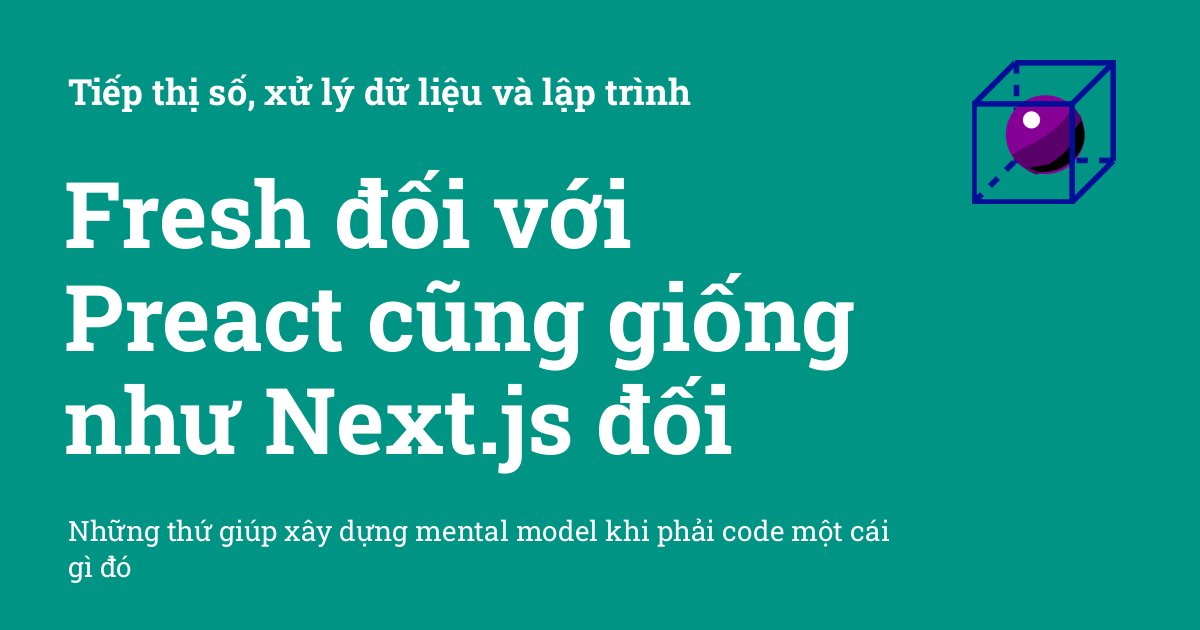 Tiếp thị số, xử lý dữ liệu và lập trình
Fresh đối với
Preact cũng giống
như Next.js đối
Những thứ giúp xây dựng mental model khi phải code một cái
gì đó